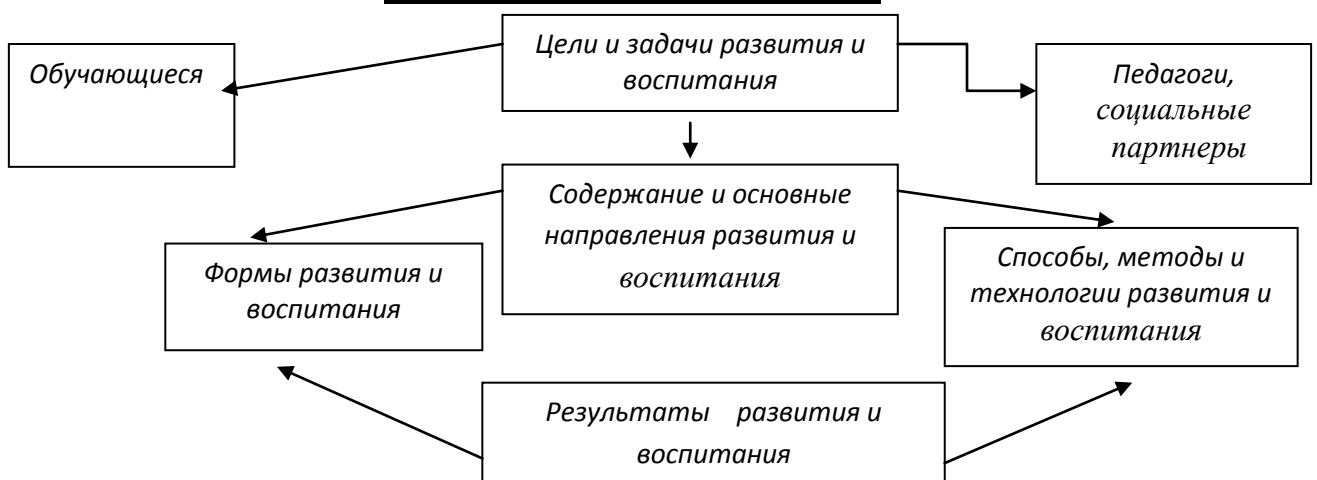 Цели и задачи развития и
воспитания
Обучающиеся
Педагоги,
социальные
партнеры
Содержание и основные
направления развития и
воспитания
Формы развития и
воспитания
Способы, методы и
технологии развития и
воспитания
Результаты развития и
воспитания